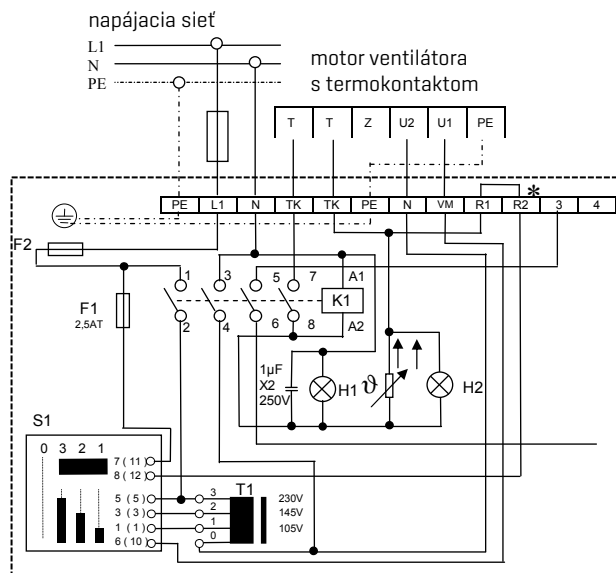 napájacia sieť
L1
N
PE
motor ventilátora
s termokontaktom
T T Z U2 U1 PE
*
PE L1 N TK TK PE N VM R1 R2 3 4
F2
1 3 5 7 A1
K1
F1
2,5AT
2 4 6 8 A2
1µF
X2
250V
H1
ϑ
H2
S1
0 3 2 1
7 ( 11 )
8 ( 12 )
5 ( 5 )
3 ( 3 )
1 ( 1 )
6 ( 10 )
T1
3 230V
2 145V
1 105V
0